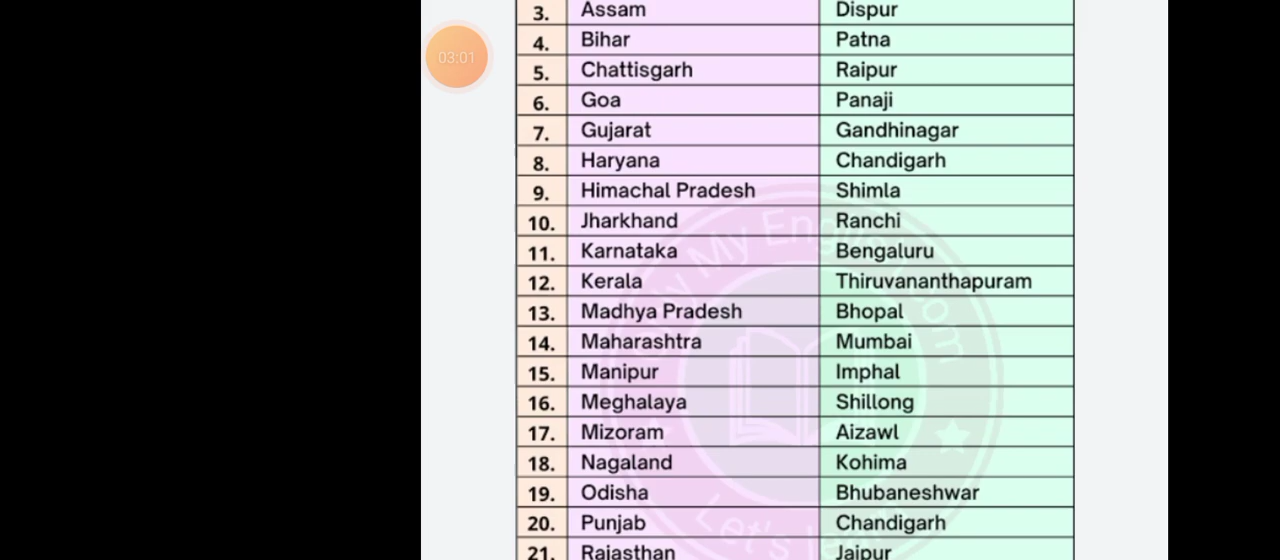 3. Assam Dispur
03:01
4. Bihar Patna
5. Chattisgarh Raipur
6. Goa Panaji
7. Gujarat Gandhinagar
8. Haryana Chandigarh
9. Himachal Pradesh Shimla
10. Jharkhand Ranchi
11. Karnataka Bengaluru
12. Kerala Thiruvananthapuram
13. Madhya Pradesh Bhopal
14. Maharashtra Mumbai
15. Manipur Imphal
16. Meghalaya Shillong
17. Mizoram Aizawl
18. Nagaland Kohima
19. Odisha Bhubaneshwar
20. Punjab Chandigarh
21. Rajasthan Jaipur